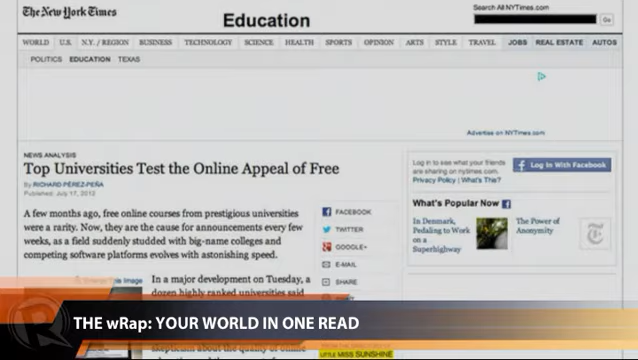 The New York Times
Education
Search All NYTimes.com
Go
WORLD U.S. N.Y. / REGION BUSINESS TECHNOLOGY SCIENCE HEALTH SPORTS OPINION ARTS STYLE TRAVEL JOBS REAL ESTATE AUTOS
POLITICS EDUCATION TEXAS
Advertise on NYTimes.com
NEWS ANALYSIS
Top Universities Test the Online Appeal of Free
By RICHARD PÉREZ-PEÑA
Published: July 17, 2012
A few months ago, free online courses from prestigious universities
were a rarity. Now, they are the cause for announcements every few
weeks, as a field suddenly studded with big-name colleges and
competing software platforms evolves with astonishing speed.
In a major development on Tuesday, a
dozen highly ranked universities said
FACEBOOK
TWITTER
GOOGLE+
E-MAIL
SHARE
Log in to see what your friends
are sharing on nytimes.com.
Privacy Policy | What's This?
Log In With Facebook
What's Popular Now
In Denmark,
Pedaling to Work
on a
Superhighway
The Power of
Anonymity
THE wRap: YOUR WORLD IN ONE READ
skepticism about the quality of online
LITTLE MISS SUNSHINE